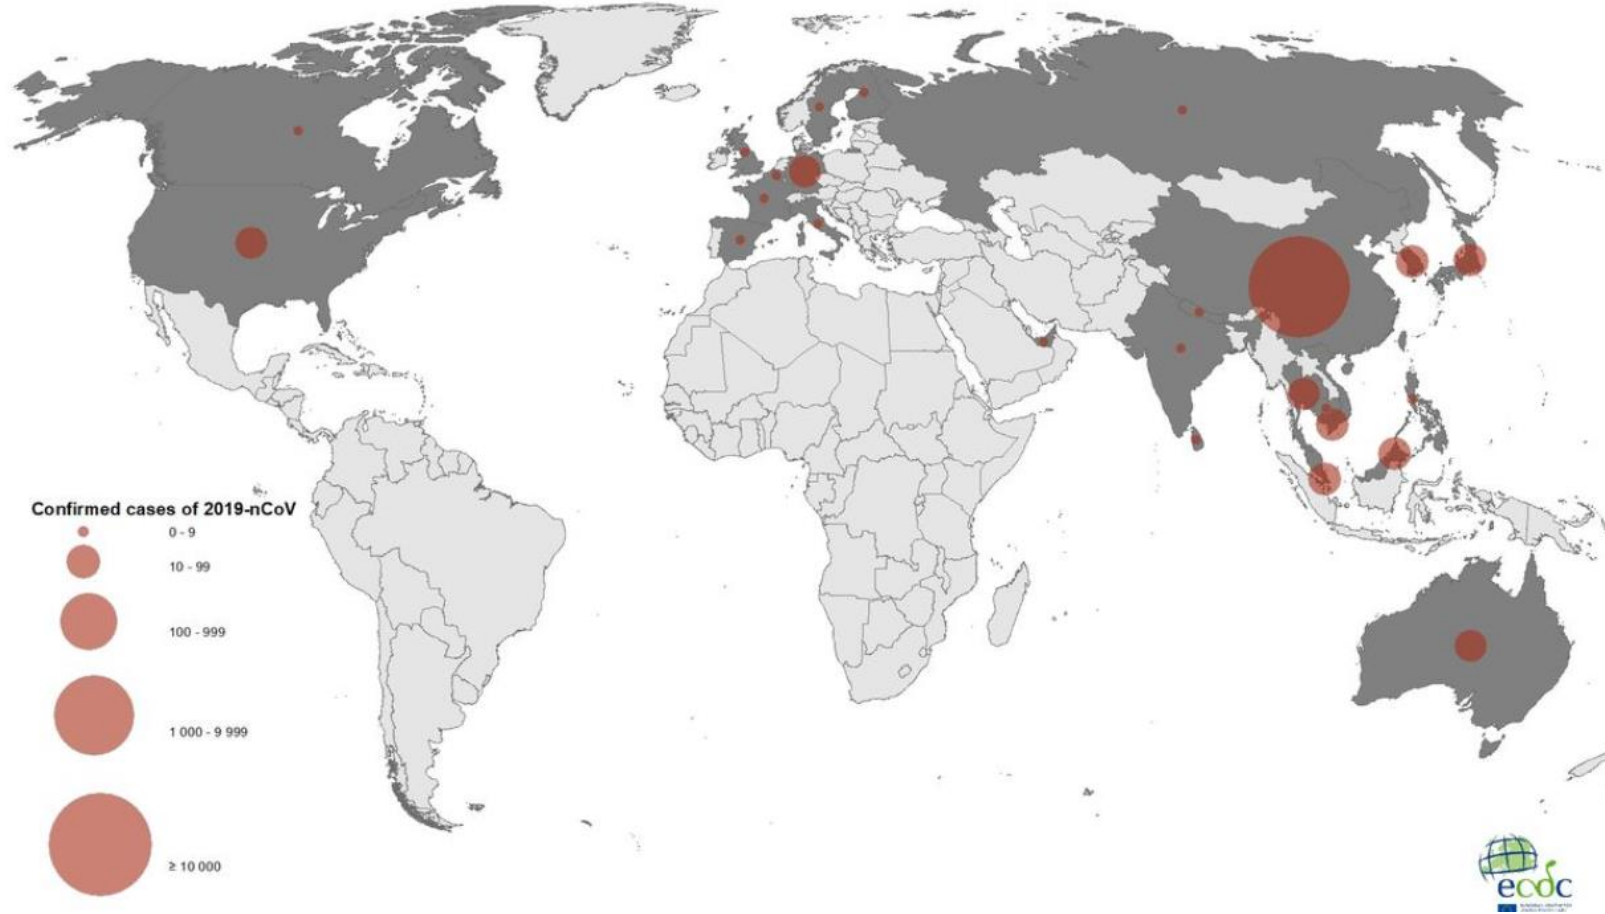 Confirmed cases of 2019-nCoV
0 - 9
10 - 99
100 - 999
1 000 - 9 999
≥ 10 000
ecdc